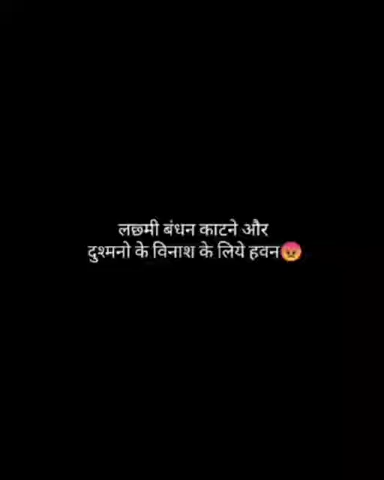 लछमी बंधन काटने और
दुश्मनो के विनाश के लिये हवन😡